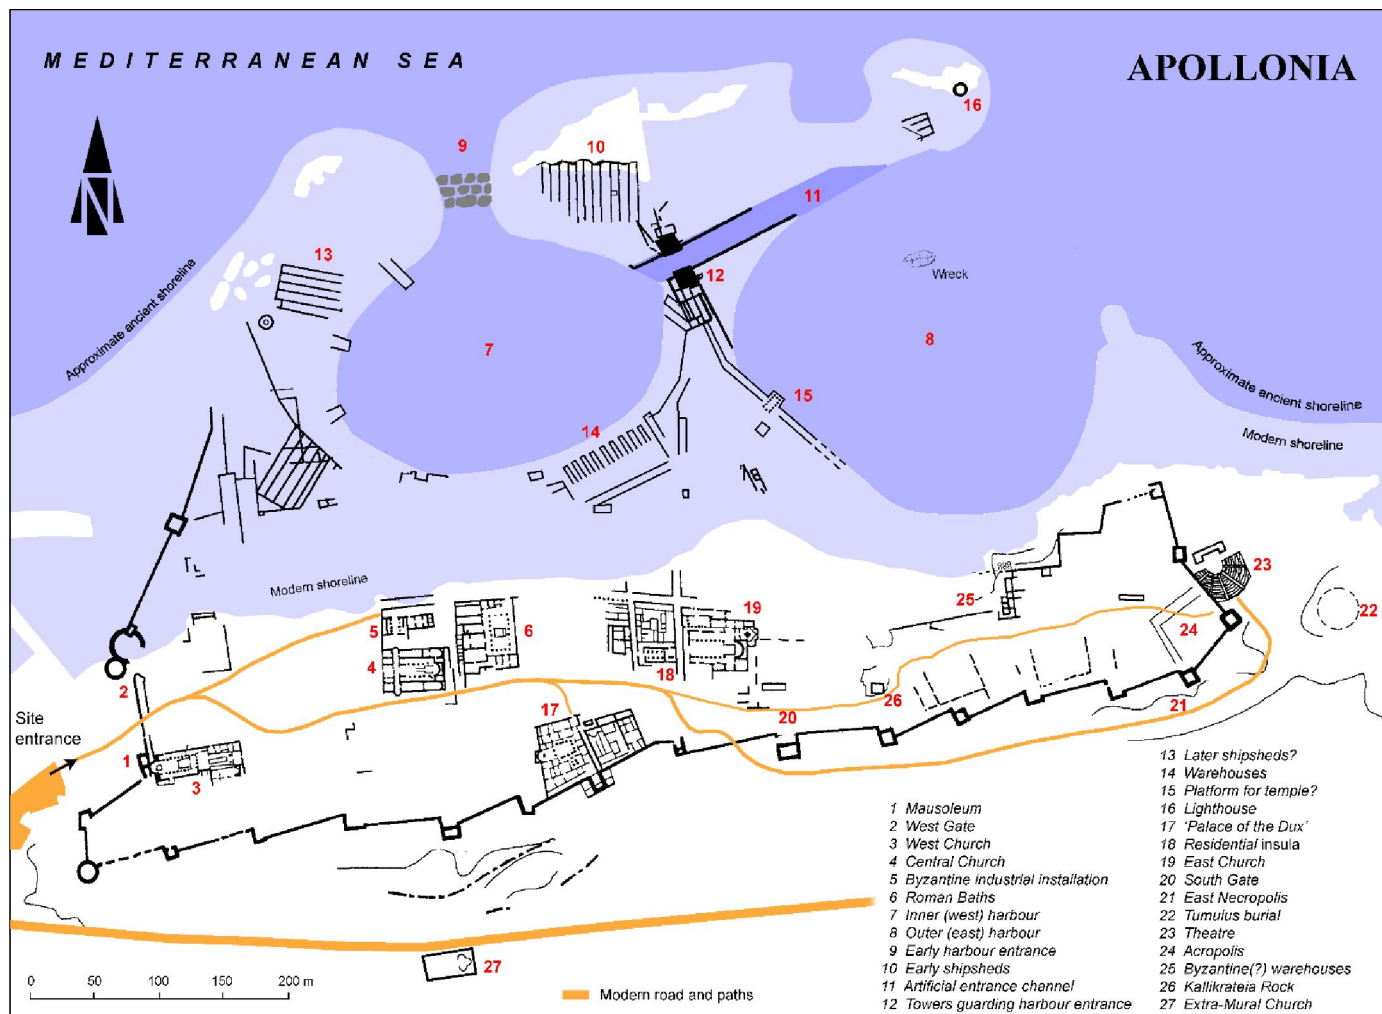 MEDITERRANEAN SEA
APOLLONIA
N
16
9
10
11
13
12
Wreck
Approximate ancient shoreline
7
8
Approximate ancient shoreline
15
14
Modern shoreline
Modern shoreline
23
25
22
5
6
19
24
4
18
2
26
21
17
20
Site
entrance
1
3
27
0 50 100 150 200 m
Modern road and paths
1 Mausoleum
2 West Gate
3 West Church
4 Central Church
5 Byzantine industrial installation
6 Roman Baths
7 Inner (west) harbour
8 Outer (east) harbour
9 Early harbour entrance
10 Early shipsheds
11 Artificial entrance channel
12 Towers guarding harbour entrance
13 Later shipsheds?
14 Warehouses
15 Platform for temple?
16 Lighthouse
17 'Palace of the Dux'
18 Residential insula
19 East Church
20 South Gate
21 East Necropolis
22 Tumulus burial
23 Theatre
24 Acropolis
25 Byzantine(?) warehouses
26 Kallikrateia Rock
27 Extra-Mural Church